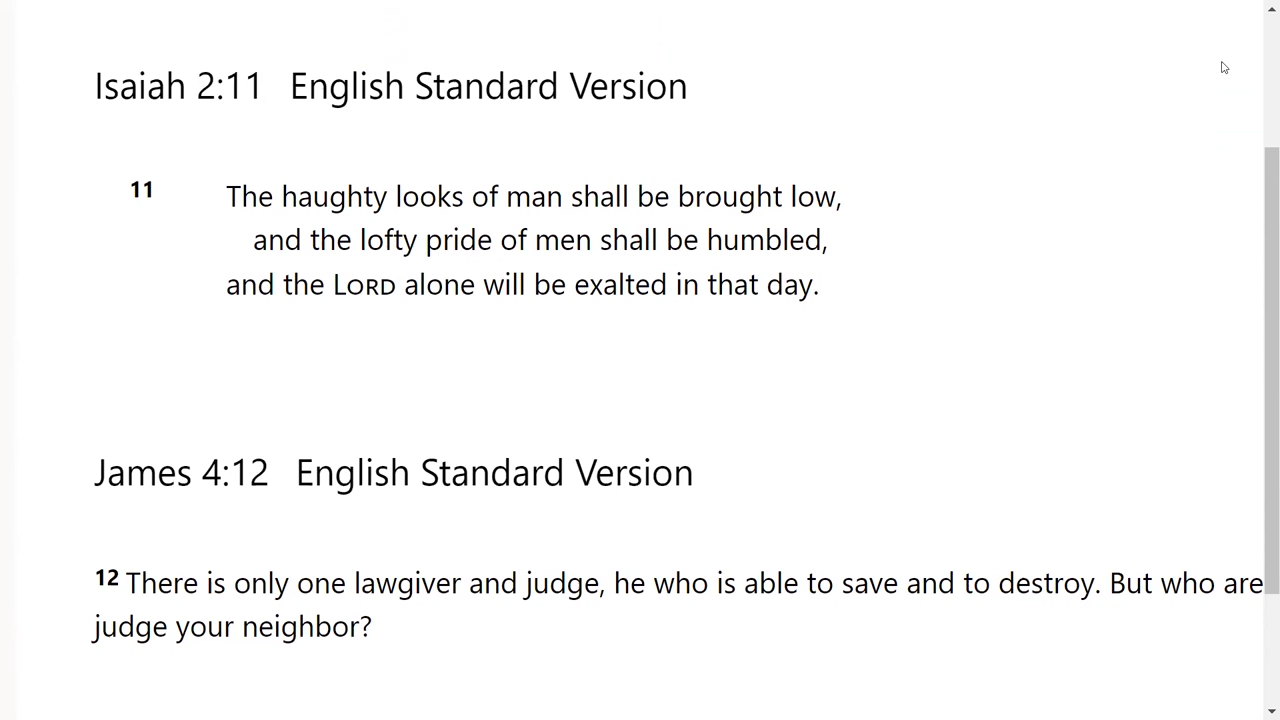 Isaiah 2:11 English Standard Version
11 The haughty looks of man shall be brought low,
and the lofty pride of men shall be humbled,
and the LORD alone will be exalted in that day.
James 4:12 English Standard Version
12 There is only one lawgiver and judge, he who is able to save and to destroy. But who are
judge your neighbor?